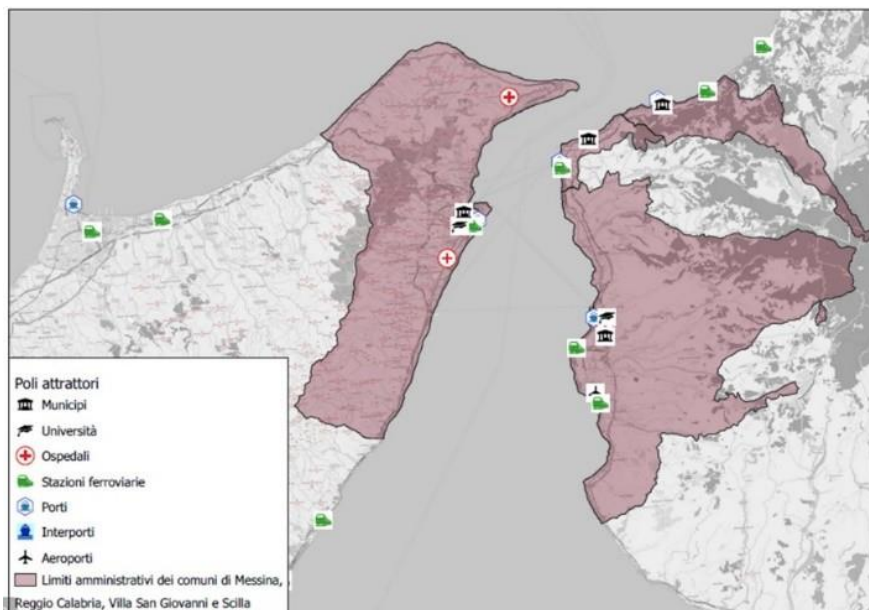 Poli attrattori
Municipi
Università
Ospedali
Stazioni ferroviarie
Porti
Interporti
Aeroporti
Limiti amministrativi dei comuni di Messina,
Reggio Calabria, Villa San Giovanni e Scilla